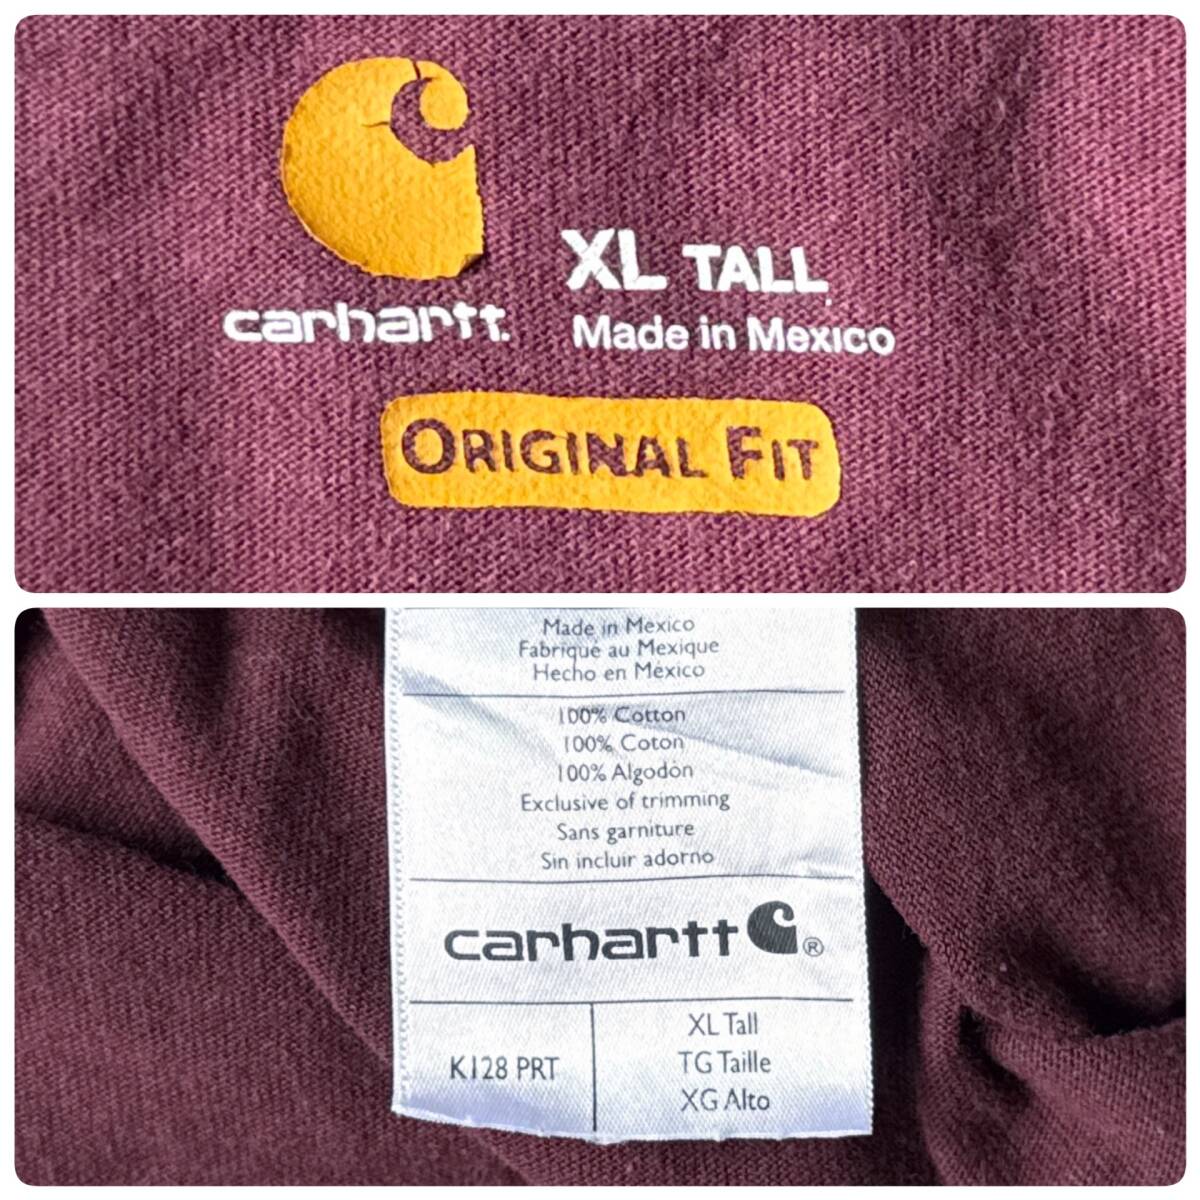 XL TALL
carhartt.
Made in Mexico
ORIGINAL FIT
Made in Mexico
Fabriqué au Mexique
Hecho en México
100% Cotton
100% Coton
100% Algodón
Exclusive of trimming
Sans garniture
Sin incluir adorno
carhartt ®
K128 PRT
XL Tall
TG Taille
XG Alto